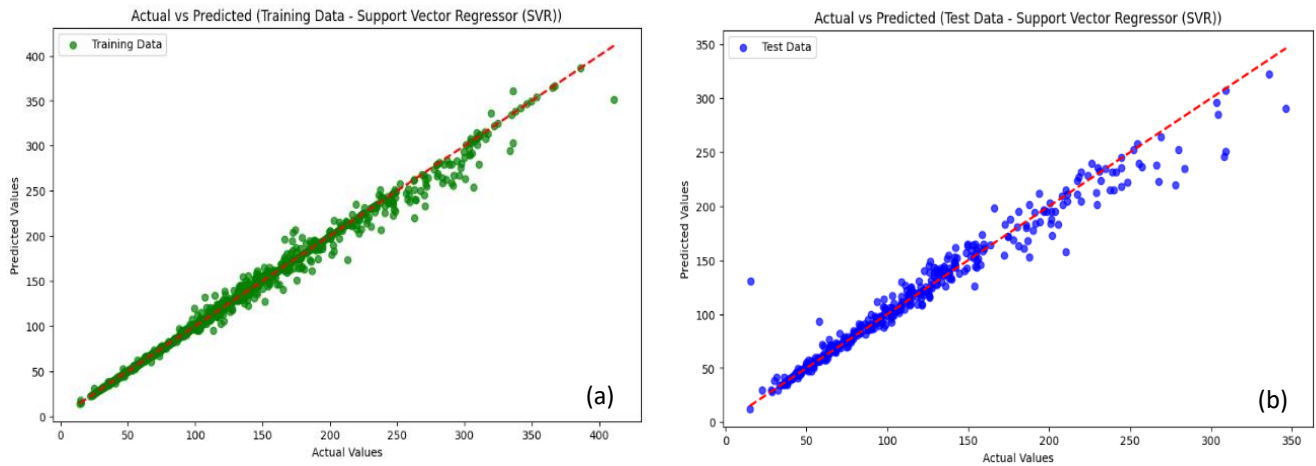 Actual vs Predicted (Training Data - Support Vector Regressor (SVR))
Training Data
400
350
300
250
200
150
100
50
0
Predicted Values
0 50 100 150 200 250 300 350 400
Actual Values
(a)
Actual vs Predicted (Test Data - Support Vector Regressor (SVR))
Test Data
350
300
250
200
150
100
50
0
Predicted Values
0 50 100 150 200 250 300 350
Actual Values
(b)